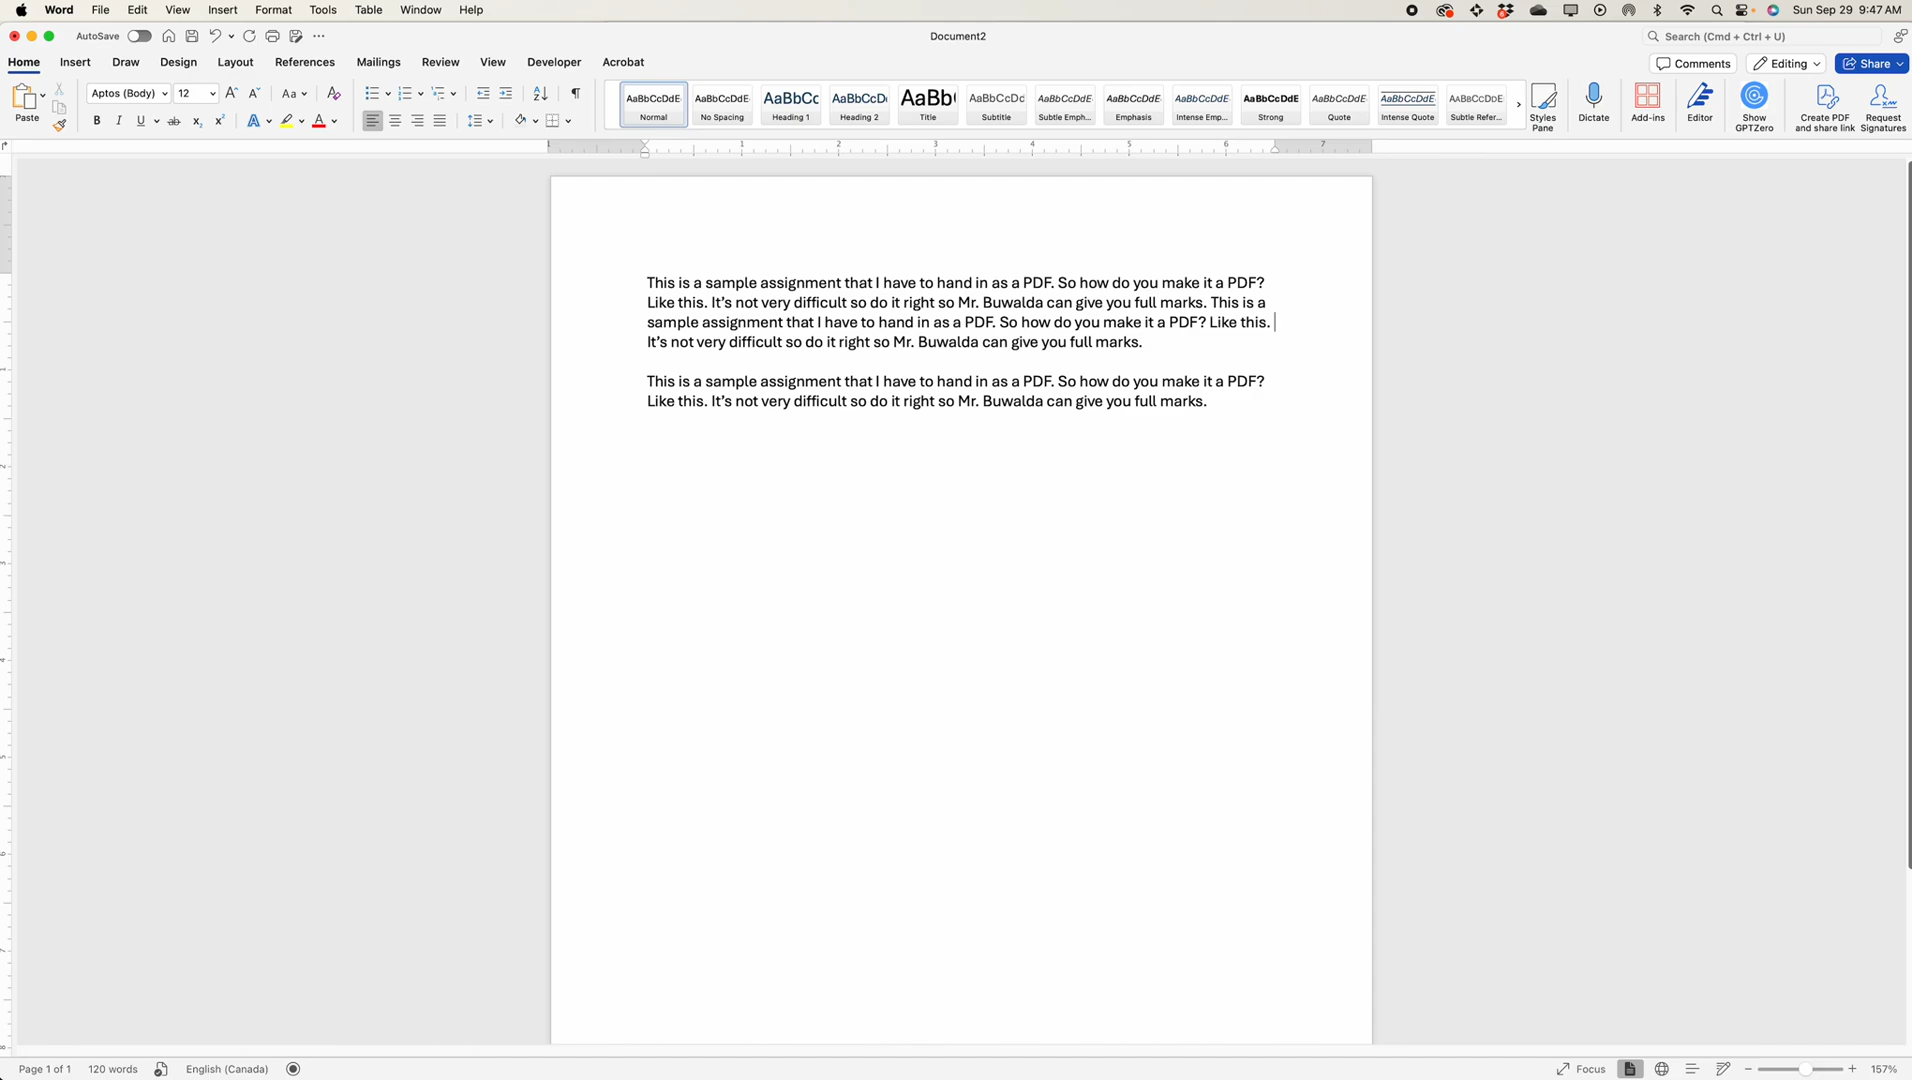 Word File Edit View Insert Format Tools Table Window Help Sun Sep 29 9:47 AM
AutoSave Document2 Search (Cmd + Ctrl + U)
Home Insert Draw Design Layout References Mailings Review View Developer Acrobat Comments Editing Share
Paste Aptos (Body) 12 Aa
AaBbCcDdE AaBbCcDdE AaBbCc AaBbCcD AaBb( AaBbCcDd AaBbCcDdE AaBbCcDdE AaBbCcDdE AaBbCcDdE AaBbCcDdE AaBbCcDdE AABBCCDDE
Normal No Spacing Heading 1 Heading 2 Title Subtitle Subtle Emph... Emphasis Intense Emp... Strong Quote Intense Quote Subtle Refer...
Styles Pane Dictate Add-ins Editor Show GPTZero Create PDF and share link Request Signatures
1 1 2 3 4 5 6 7
This is a sample assignment that I have to hand in as a PDF. So how do you make it a PDF?
Like this. It’s not very difficult so do it right so Mr. Buwalda can give you full marks. This is a
sample assignment that I have to hand in as a PDF. So how do you make it a PDF? Like this.
It’s not very difficult so do it right so Mr. Buwalda can give you full marks.
This is a sample assignment that I have to hand in as a PDF. So how do you make it a PDF?
Like this. It’s not very difficult so do it right so Mr. Buwalda can give you full marks.
Page 1 of 1 120 words English (Canada) Focus 157%